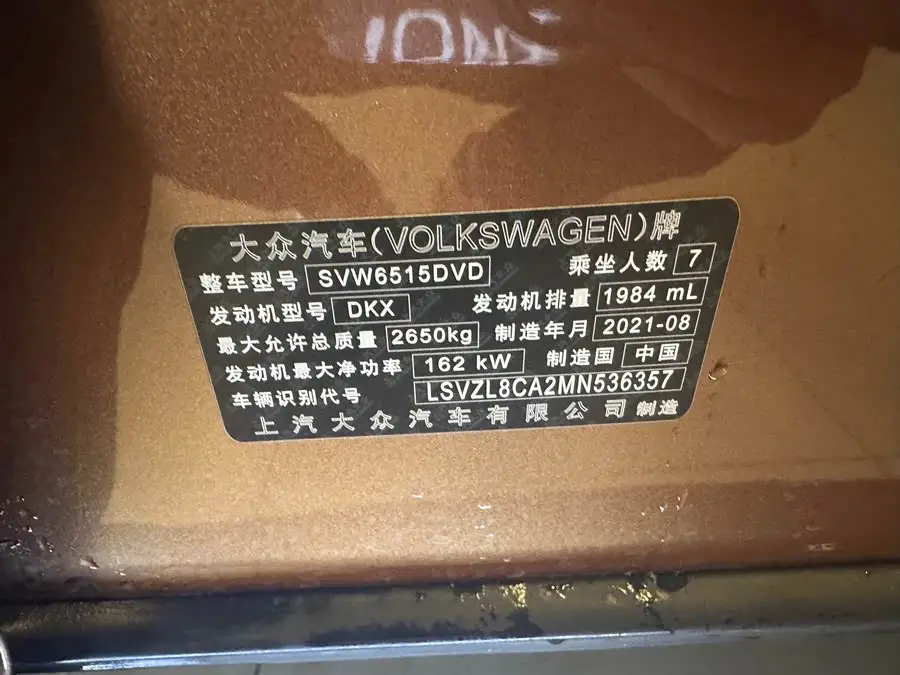 大众汽车(VOLKSWAGEN)牌
整车型号 SVW6515DVD 乘坐人数 7
发动机型号 DKX 发动机排量 1984 mL
最大允许总质量 2650kg 制造年月 2021-08
发动机最大净功率 162 kW 制造国 中国
车辆识别代号 LSVZL8CA2MN536357
上汽大众汽车有限公司 制造